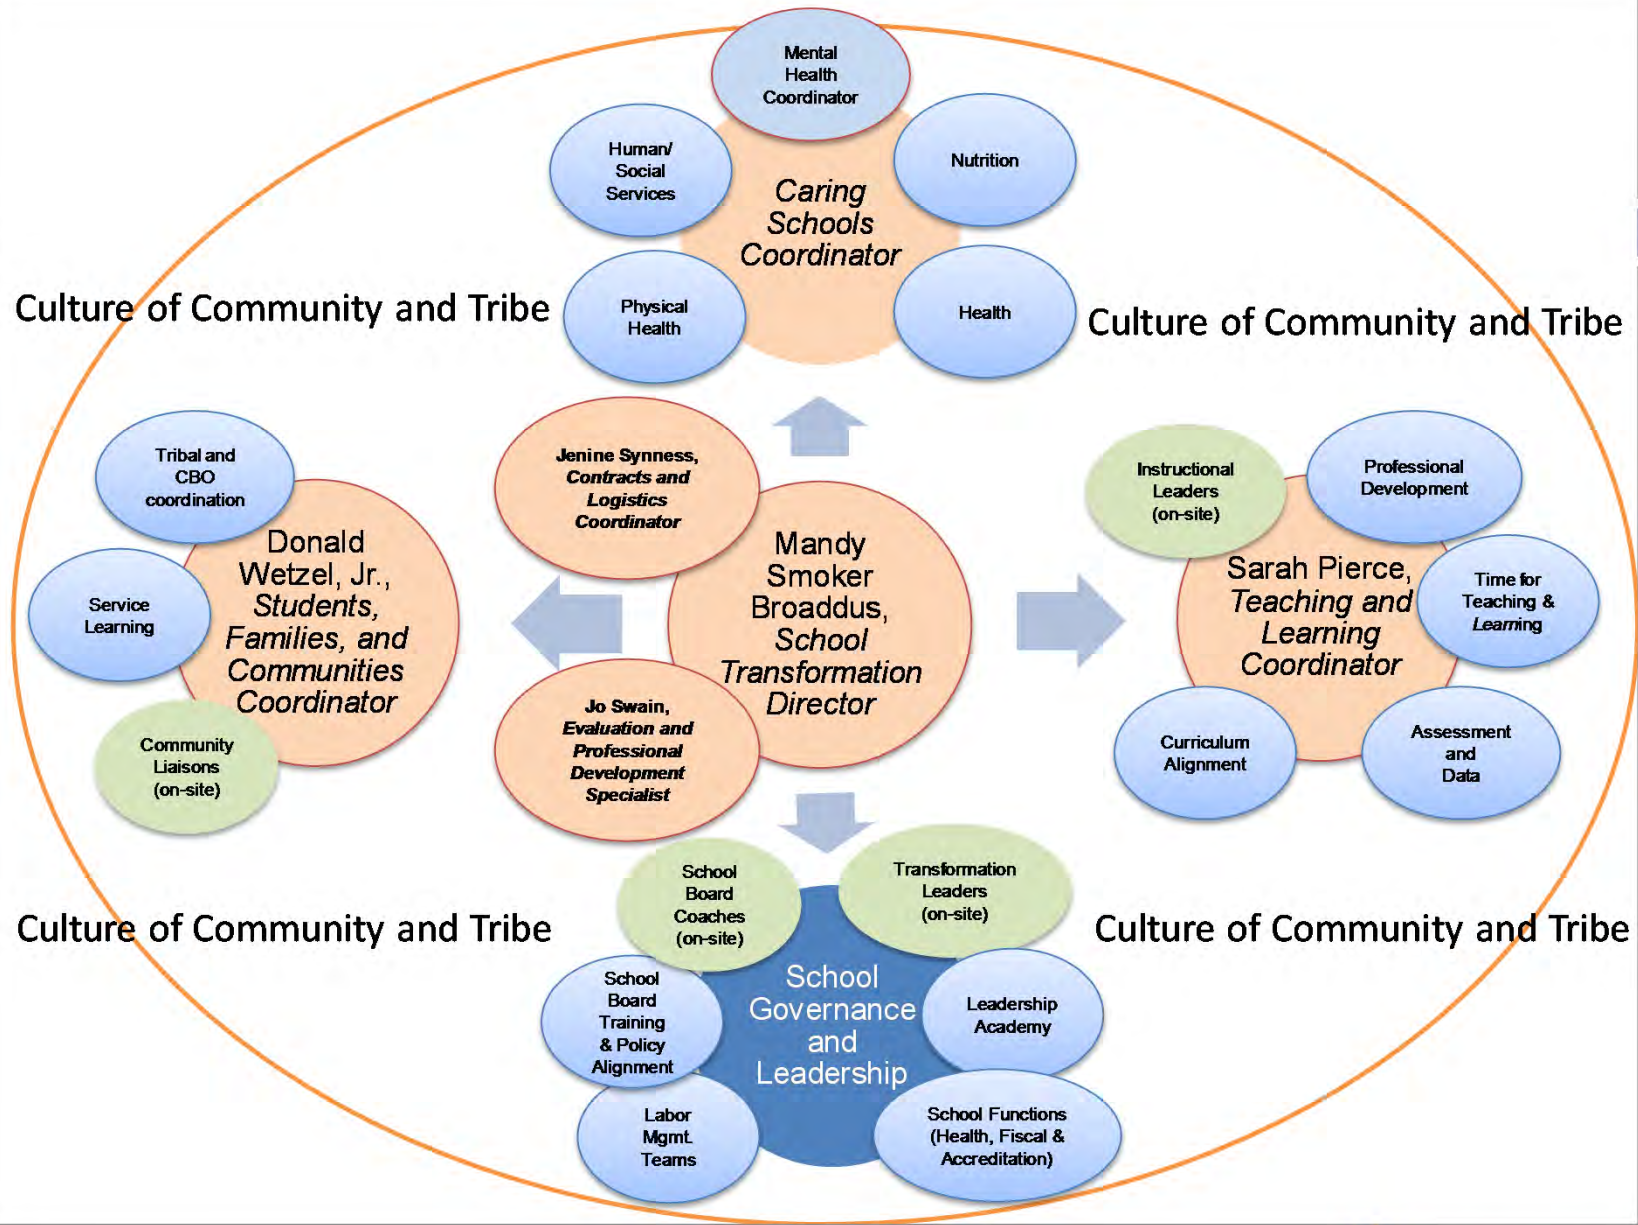 Mental
Health
Coordinator
Human/
Social
Services
Nutrition
Caring
Schools
Coordinator
Physical
Health
Health
Culture of Community and Tribe
Culture of Community and Tribe
Tribal and
CBO
coordination
Donald
Wetzel, Jr.,
Students,
Families, and
Communities
Coordinator
Service
Learning
Community
Liaisons
(on-site)
Jenine Synness,
Contracts and
Logistics
Coordinator
Mandy
Smoker
Broaddus,
School
Transformation
Director
Jo Swain,
Evaluation and
Professional
Development
Specialist
Instructional
Leaders
(on-site)
Professional
Development
Sarah Pierce,
Teaching and
Learning
Coordinator
Time for
Teaching &
Learning
Curriculum
Alignment
Assessment
and
Data
Culture of Community and Tribe
Culture of Community and Tribe
School
Board
Coaches
(on-site)
Transformation
Leaders
(on-site)
School
Governance
and
Leadership
School
Board
Training
& Policy
Alignment
Leadership
Academy
Labor
Mgmt.
Teams
School Functions
(Health, Fiscal &
Accreditation)